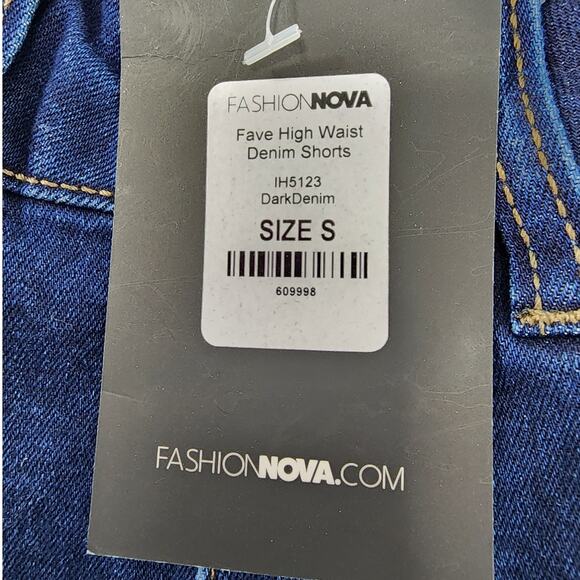 FASHIONNOVA
Fave High Waist
Denim Shorts
IH5123
DarkDenim
SIZE S
609998
FASHIONNOVA.COM